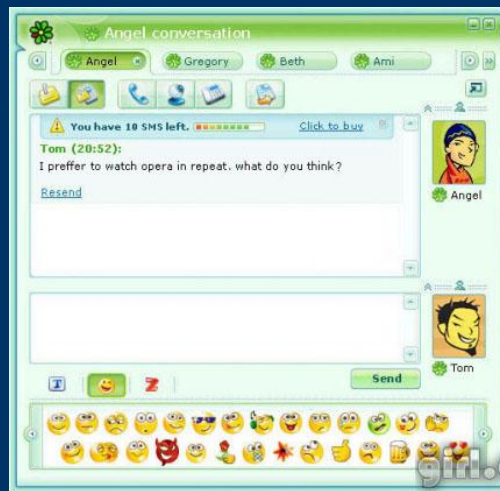 Angel conversation
Angel
Gregory
Beth
Ami
You have 10 SMS left.
Click to buy
Tom (20:52):
I preffer to watch opera in repeat. what do you think?
Resend
Angel
Tom
T
Z
Send
girl.